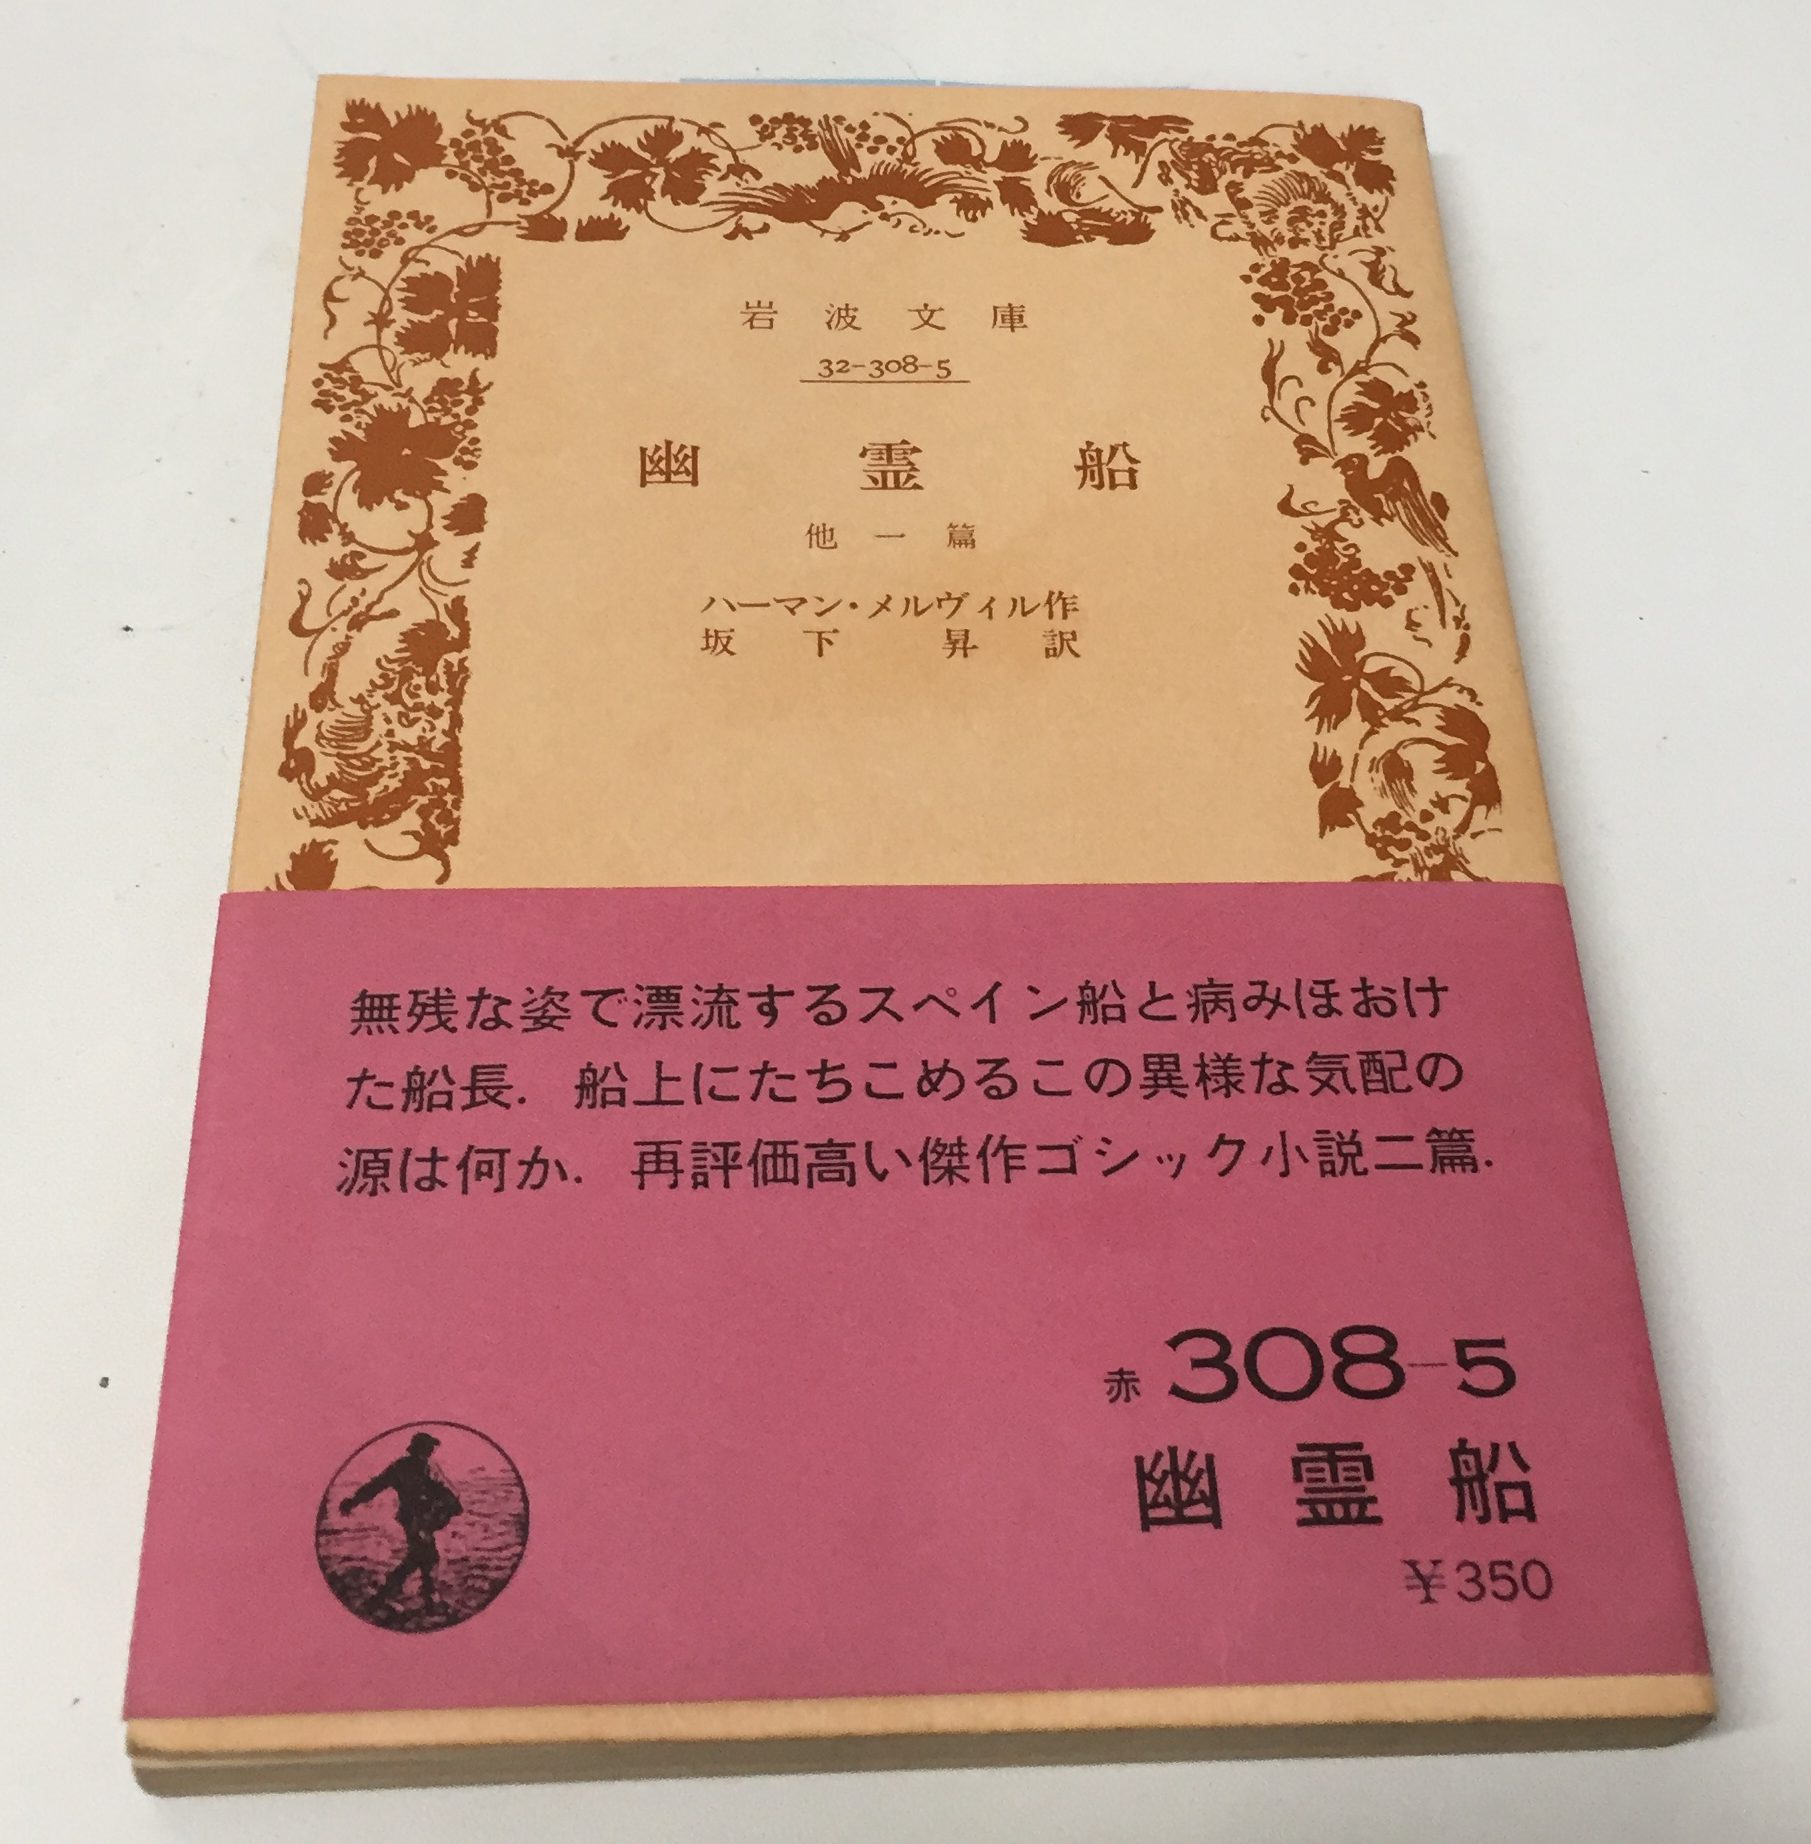 岩波文庫
32-308-5
幽霊船
他一篇
ハーマン・メルヴィル作
坂下昇訳
無残な姿で漂流するスペイン船と病みほおけ
た船長．船上にたちこめるこの異様な気配の
源は何か．再評価高い傑作ゴシック小説二篇．
赤 308-5
幽霊船
¥350